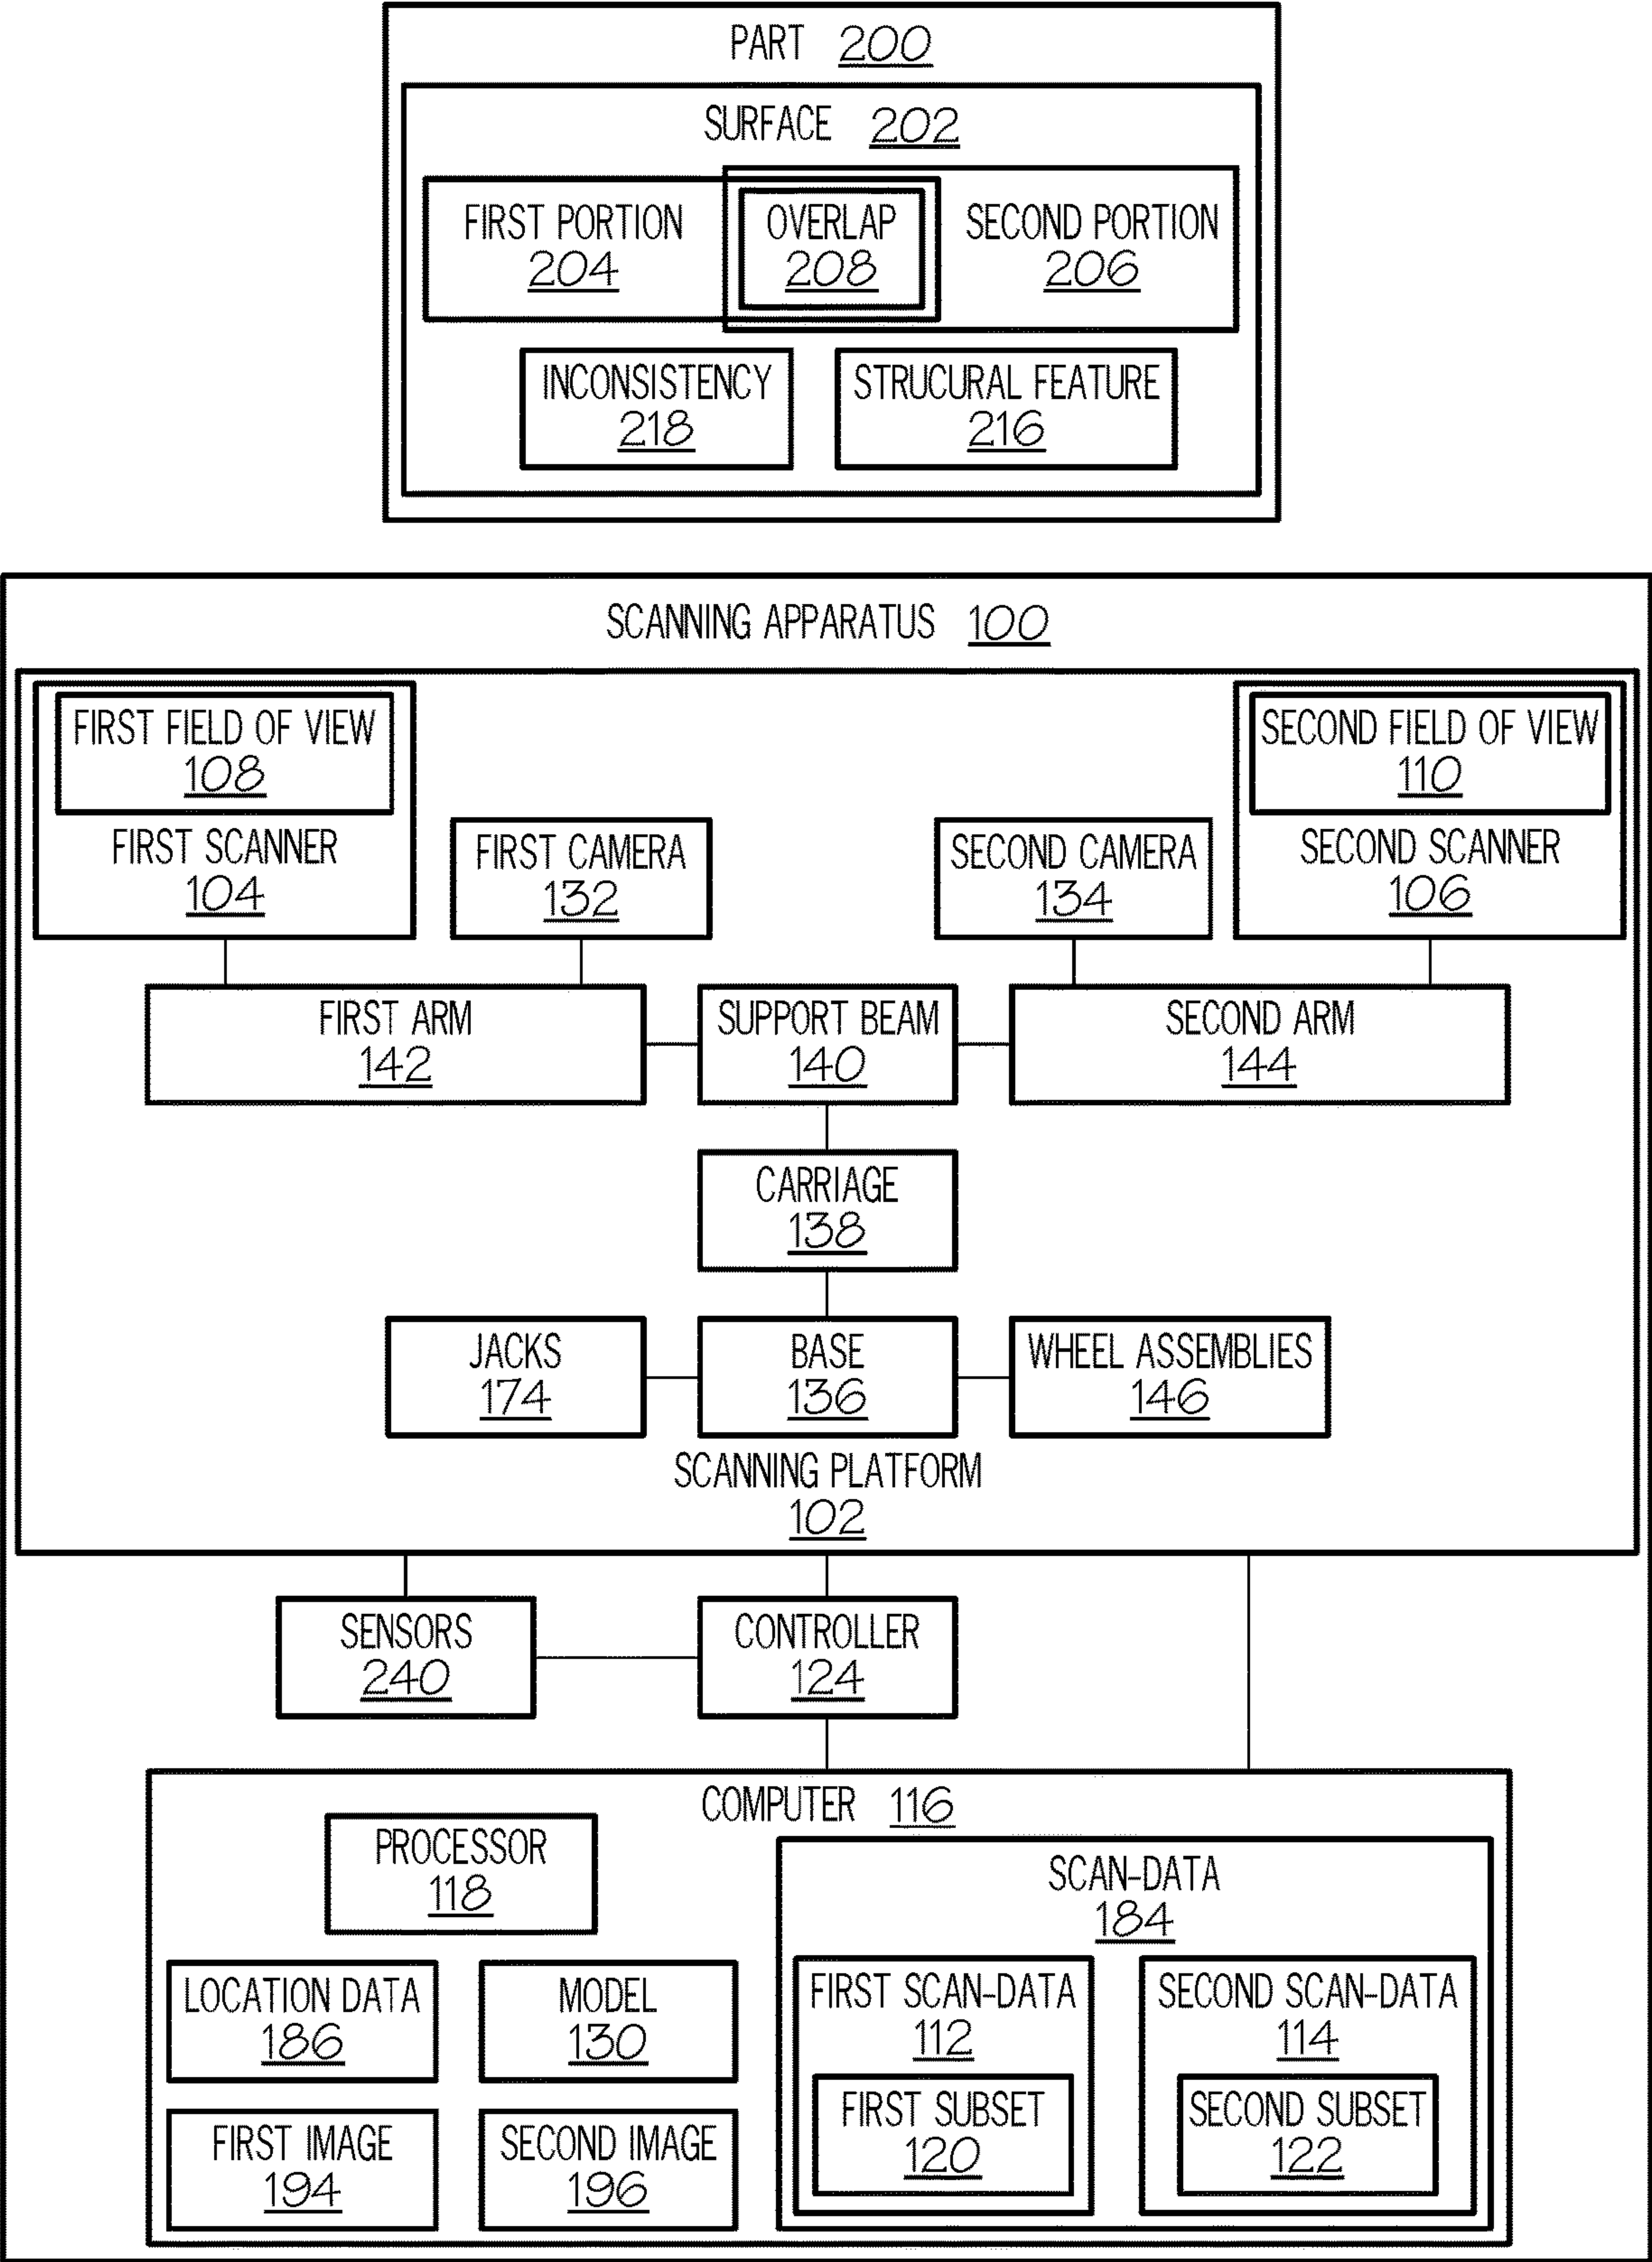 PART 200
SURFACE 202
FIRST PORTION
204
OVERLAP
208
SECOND PORTION
206
INCONSISTENCY
218
STRUCURAL FEATURE
216
SCANNING APPARATUS 100
FIRST FIELD OF VIEW
108
FIRST SCANNER
104
FIRST CAMERA
132
SECOND CAMERA
134
SECOND FIELD OF VIEW
110
SECOND SCANNER
106
FIRST ARM
142
SUPPORT BEAM
140
SECOND ARM
144
CARRIAGE
138
JACKS
174
BASE
136
WHEEL ASSEMBLIES
146
SCANNING PLATFORM
102
SENSORS
240
CONTROLLER
124
COMPUTER 116
PROCESSOR
118
LOCATION DATA
186
MODEL
130
FIRST IMAGE
194
SECOND IMAGE
196
SCAN-DATA
184
FIRST SCAN-DATA
112
FIRST SUBSET
120
SECOND SCAN-DATA
114
SECOND SUBSET
122